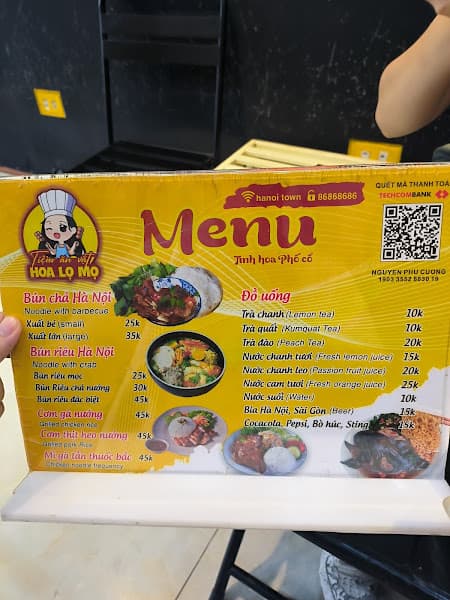 hanoi town 86868686
QUÉT MÃ THANH TOÁ
TECHCOMBANK
Tiệm ăn vặt
HOA LỌ MỌ
Menu
Tinh hoa Phố cổ
NGUYEN PHU CUONG
1903 3552 8830 19
Bún chả Hà Nội
Noodle with barbecue
Xuất bé (small) 25k
Xuất lớn (large) 35k
Bún riêu Hà Nội
Noodle with crab
Bún riêu mọc 25k
Bún Riêu chả nướng 30k
Bún riêu đặc biệt 45k
Cơm gà nướng 45k
Grilled chicken rice
Cơm thịt heo nướng 45k
Grilled pork rice
Mì gà tần thuốc bắc 45k
Chicken noodle frequency
Đồ uống
Trà chanh (Lemon tea) 10k
Trà quất (Kumquat Tea) 10k
Trà đào (Peach Tea) 20k
Nước chanh tươi (Fresh lemon juice) 15k
Nước chanh leo (Passion fruit juice) 20k
Nước cam tươi (Fresh orange juice) 25k
Nước suối (Water) 10k
Bia Hà Nội, Sài Gòn (Beer) 15k
Cocacola, Pepsi, Bò húc, Sting 15k